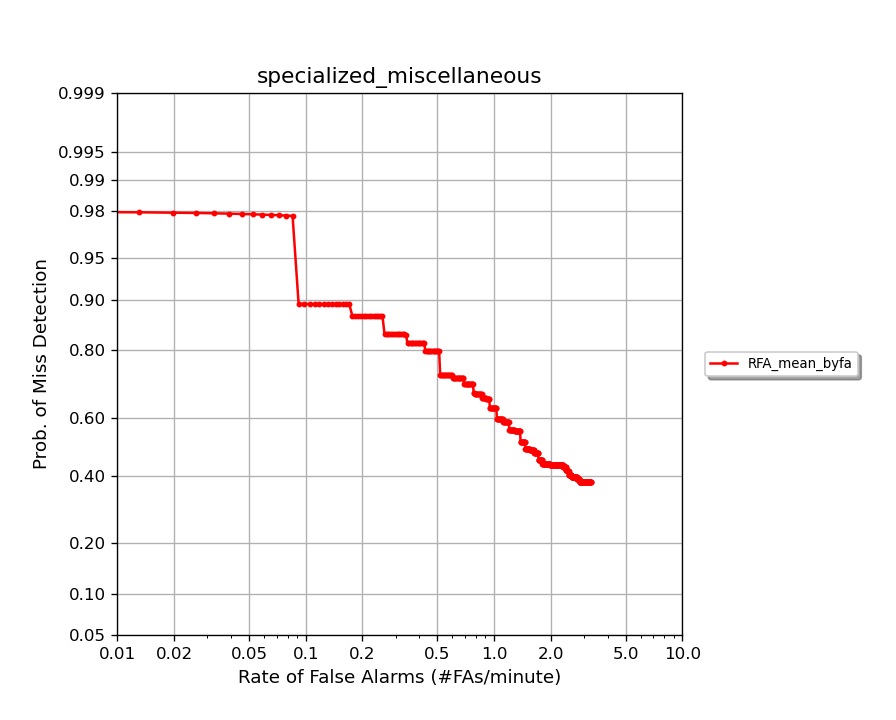 specialized_miscellaneous
0.999
0.995
0.99
0.98
0.95
0.90
0.80
0.60
0.40
0.20
0.10
0.05
Prob. of Miss Detection
0.01 0.02 0.05 0.1 0.2 0.5 1.0 2.0 5.0 10.0
Rate of False Alarms (#FAs/minute)
RFA_mean_byfa